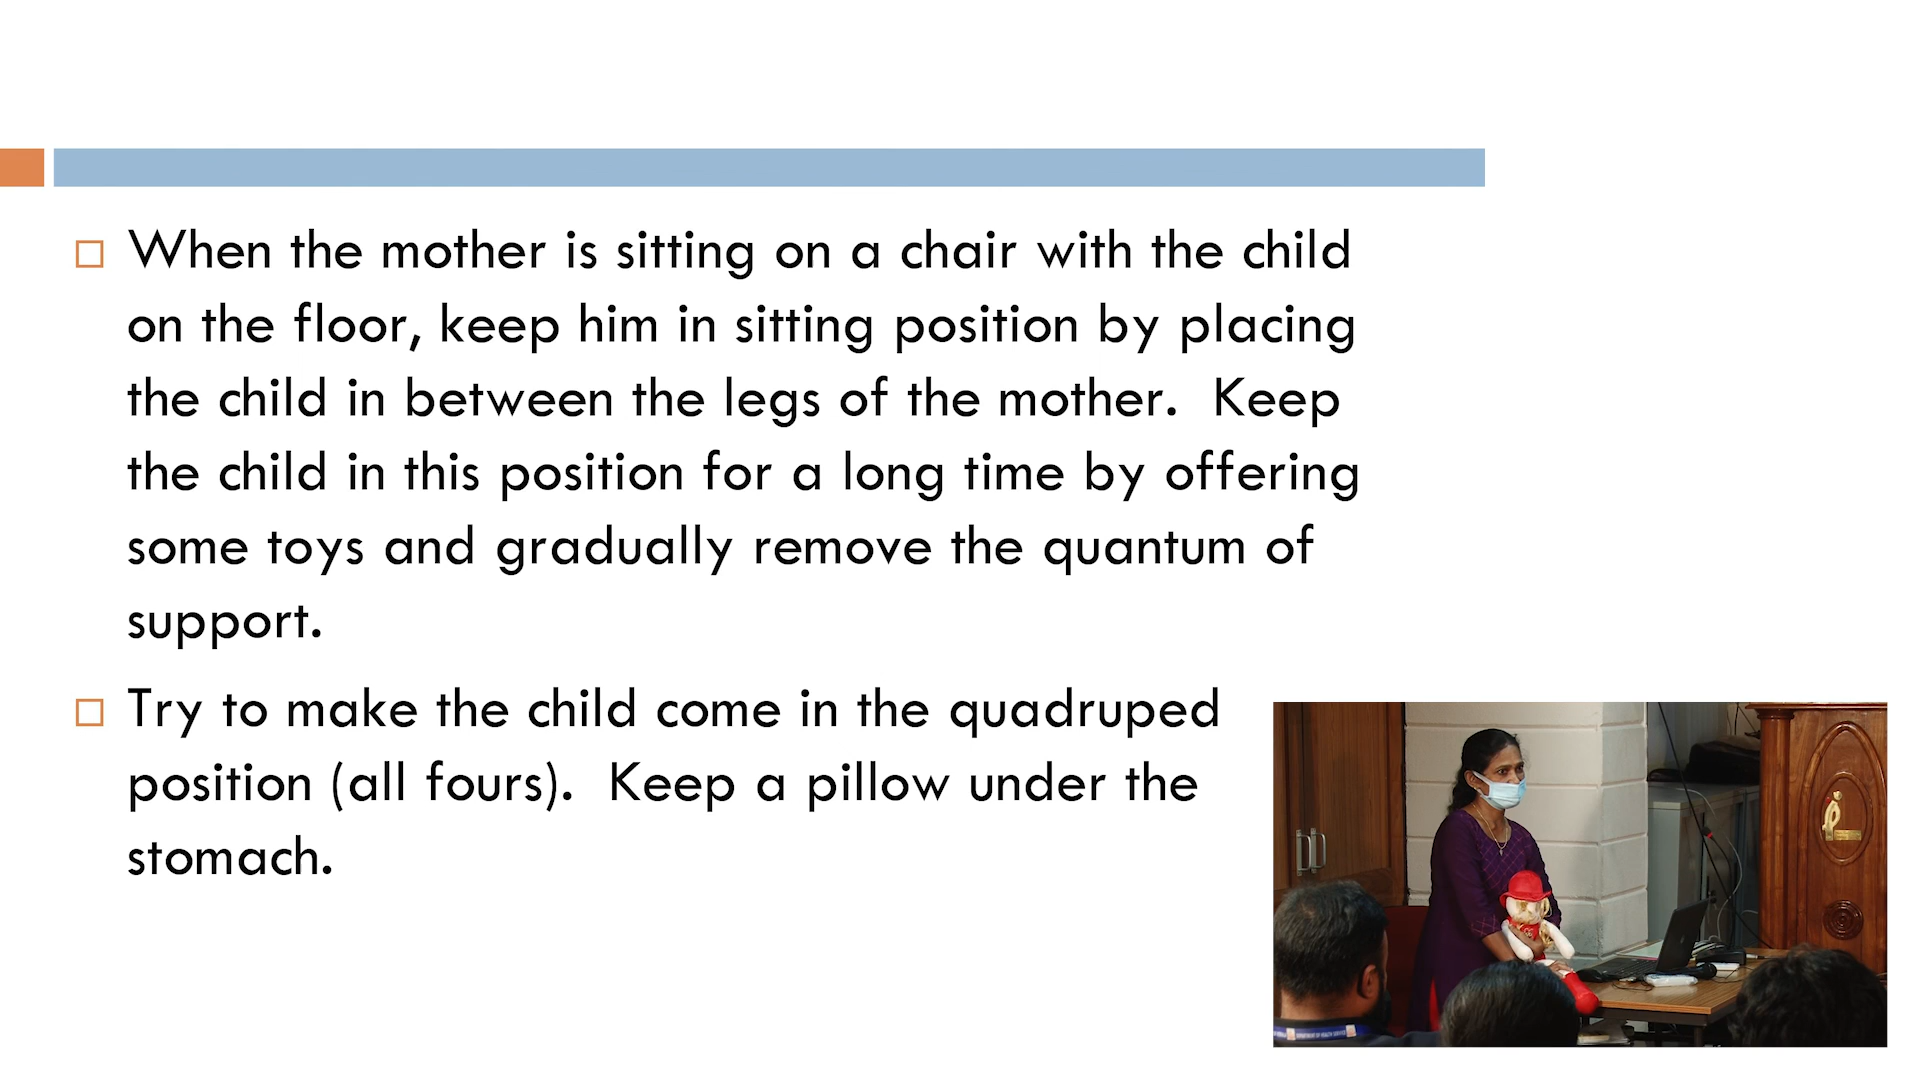 When the mother is sitting on a chair with the child
on the floor, keep him in sitting position by placing
the child in between the legs of the mother.  Keep
the child in this position for a long time by offering
some toys and gradually remove the quantum of
support.
Try to make the child come in the quadruped
position (all fours).  Keep a pillow under the
stomach.